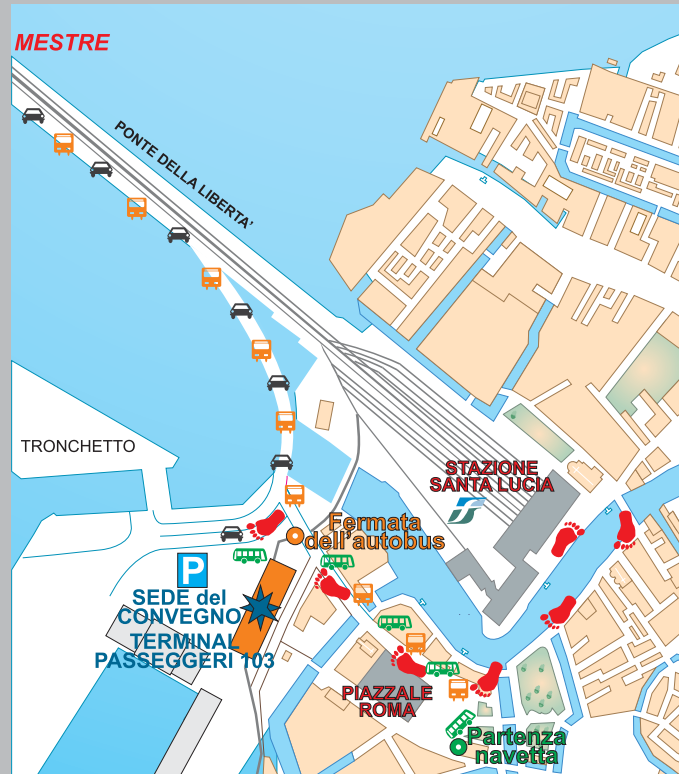 MESTRE
PONTE DELLA LIBERTA'
TRONCHETTO
STAZIONE
SANTA LUCIA
Fermata
dell'autobus
P
SEDE del
CONVEGNO
TERMINAL
PASSEGGERI 103
PIAZZALE
ROMA
Partenza
navetta